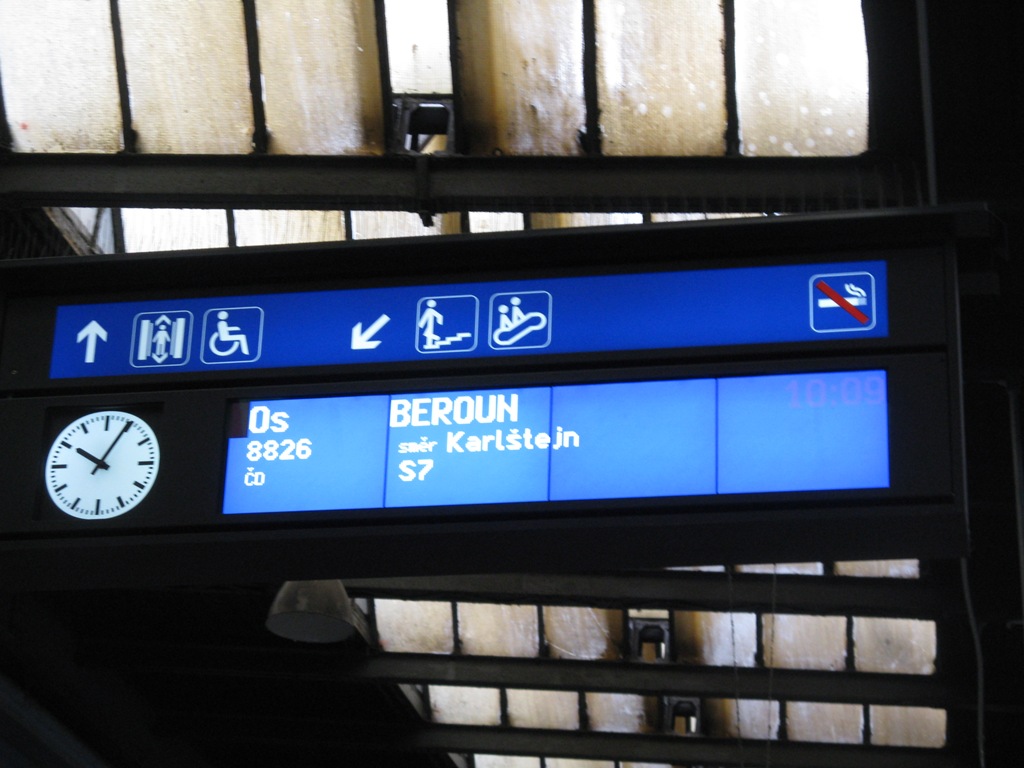 Os BEROUN 10:09
8826 směr Karlštejn
ČD S7